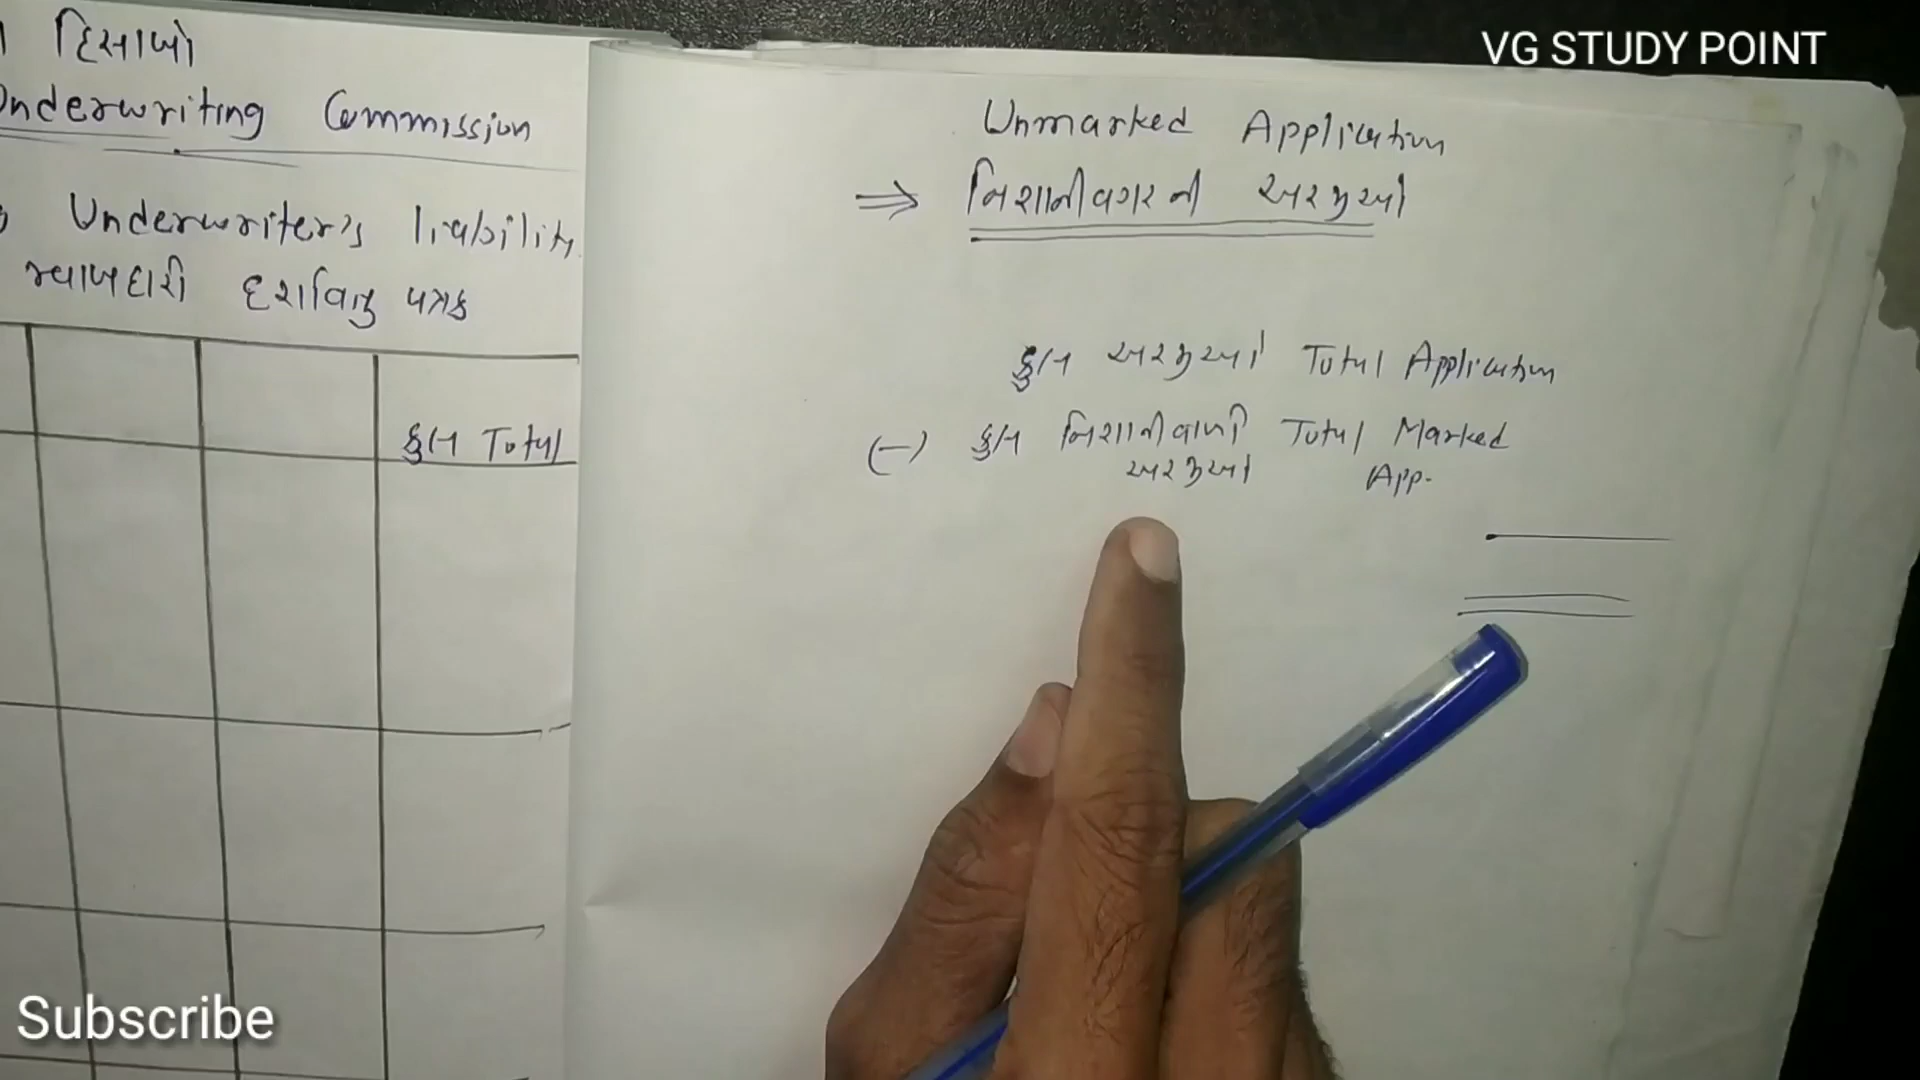 હિસાબો
Underwriting Commission
Underwriter's liability
જવાબદારી દર્શાવતુ પત્રક
કુલ Total
VG STUDY POINT
Unmarked Application
⇒ નિશાનીવગરની અરજીઓ
કુલ અરજીઓ Total Application
(-) કુલ નિશાનીવાળી Total Marked
અરજીઓ App.
Subscribe